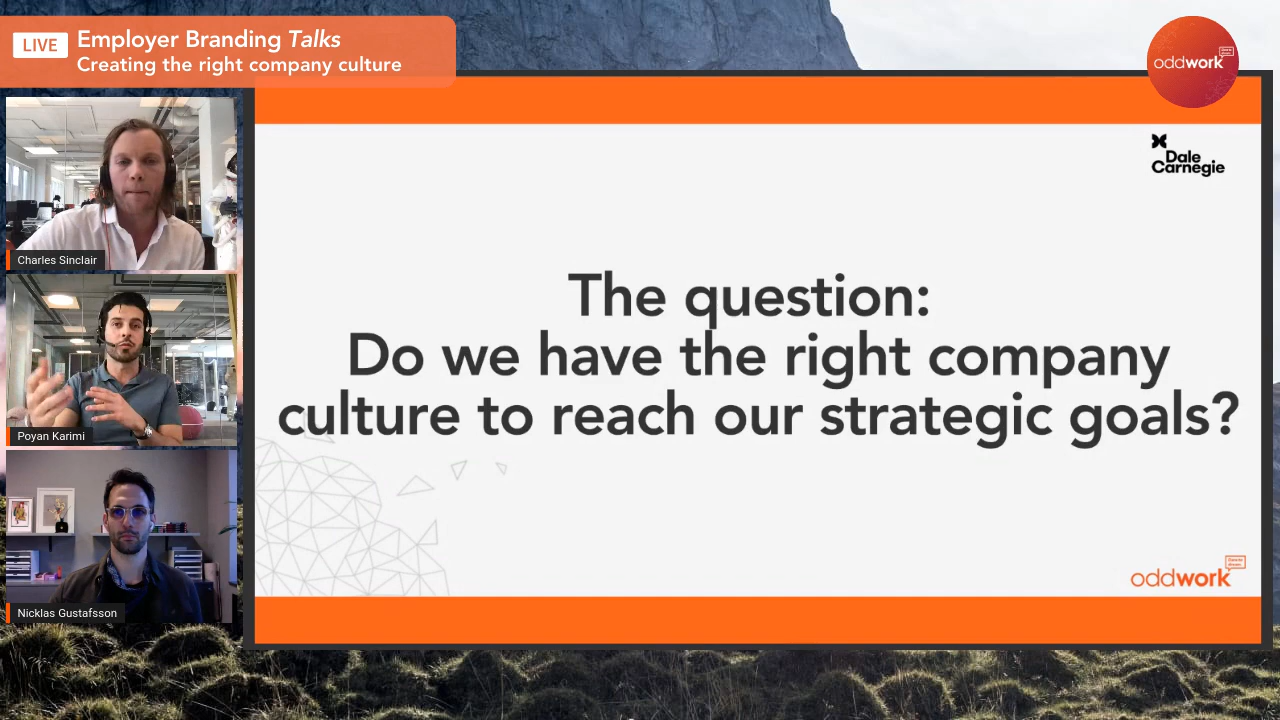 LIVE
Employer Branding Talks
Creating the right company culture
oddwork
Dale
Carnegie
The question:
Do we have the right company
culture to reach our strategic goals?
Charles Sinclair
Poyan Karimi
Nicklas Gustafsson
oddwork